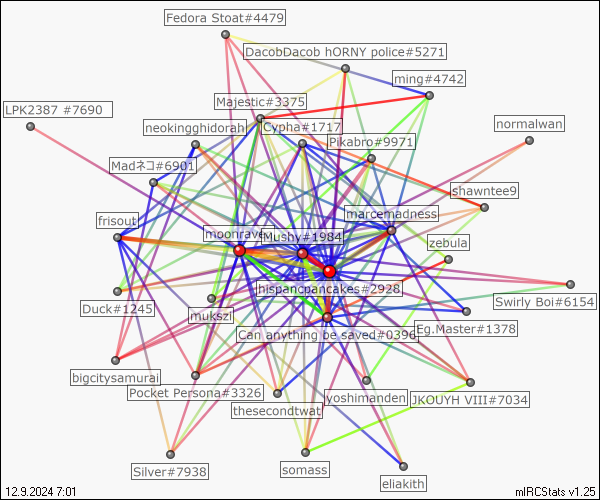 Fedora Stoat#4479
DacobDacob hORNY police#5271
ming#4742
Majestic#3375
LPK2387 #7690
neokingghidorah
Cypha#1717
Pikabro#9971
normalwan
Madネコ#6901
shawntee9
frisout
marcemadness
moonrave
Mushy#1984
zebula
hispanopancakes#2928
Swirly Boi#6154
Duck#1245
mukszi
Can anything be saved#0396
Eg.Master#1378
bigcitysamurai
Pocket Persona#3326
thesecondtwat
yoshimanden
JKOUYH VIII#7034
Silver#7938
somass
eliakith
12.9.2024 7:01
mIRCStats v1.25